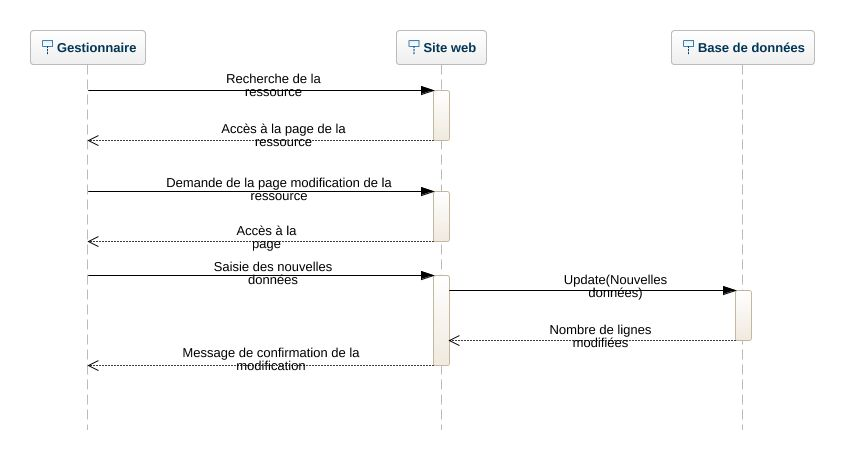 Gestionnaire
Site web
Base de données
Recherche de la
ressource
Accès à la page de la
ressource
Demande de la page modification de la
ressource
Accès à la
page
Saisie des nouvelles
données
Update(Nouvelles
données)
Nombre de lignes
modifiées
Message de confirmation de la
modification